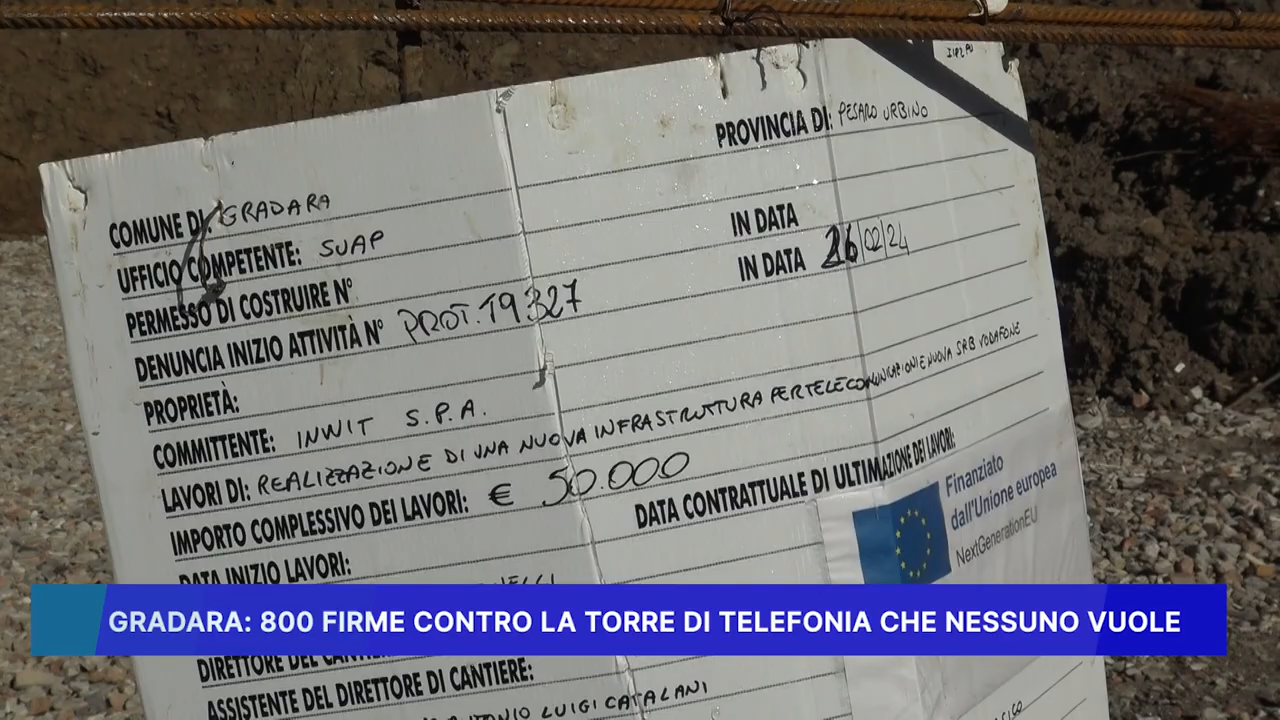 I182PU
PROVINCIA DI: PESARO URBINO
COMUNE DI: GRADARA
UFFICIO COMPETENTE: SUAP
IN DATA
PERMESSO DI COSTRUIRE N°
IN DATA 26/02/24
DENUNCIA INIZIO ATTIVITÀ N° PROT. 19327
PROPRIETÀ:
COMMITTENTE: INWIT S.P.A.
LAVORI DI: REALIZZAZIONE DI UNA NUOVA INFRASTRUTTURA PER TELECOMUNICAZIONI E NUOVA SRB VODAFONE
IMPORTO COMPLESSIVO DEI LAVORI: € 50.000
DATA CONTRATTUALE DI ULTIMAZIONE DEI LAVORI:
Finanziato
dall'Unione europea
NextGenerationEU
DATA INIZIO LAVORI:
GRADARA: 800 FIRME CONTRO LA TORRE DI TELEFONIA CHE NESSUNO VUOLE
DIRETTORE DEL
ASSISTENTE DEL DIRETTORE DI CANTIERE:
LUIGI CATALANI